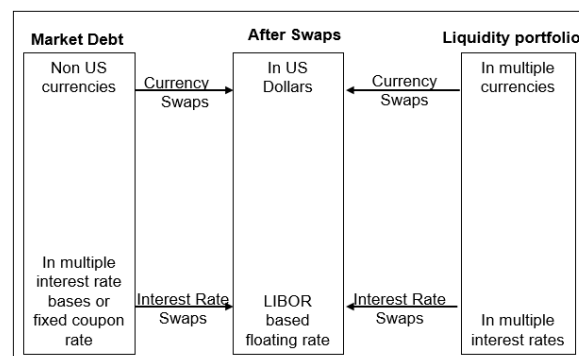 Market Debt
After Swaps
Liquidity portfolio
Non US
currencies
Currency
Swaps
In US
Dollars
Currency
Swaps
In multiple
currencies
In multiple
interest rate
bases or
fixed coupon
rate
Interest Rate
Swaps
LIBOR
based
floating rate
Interest Rate
Swaps
In multiple
interest rates